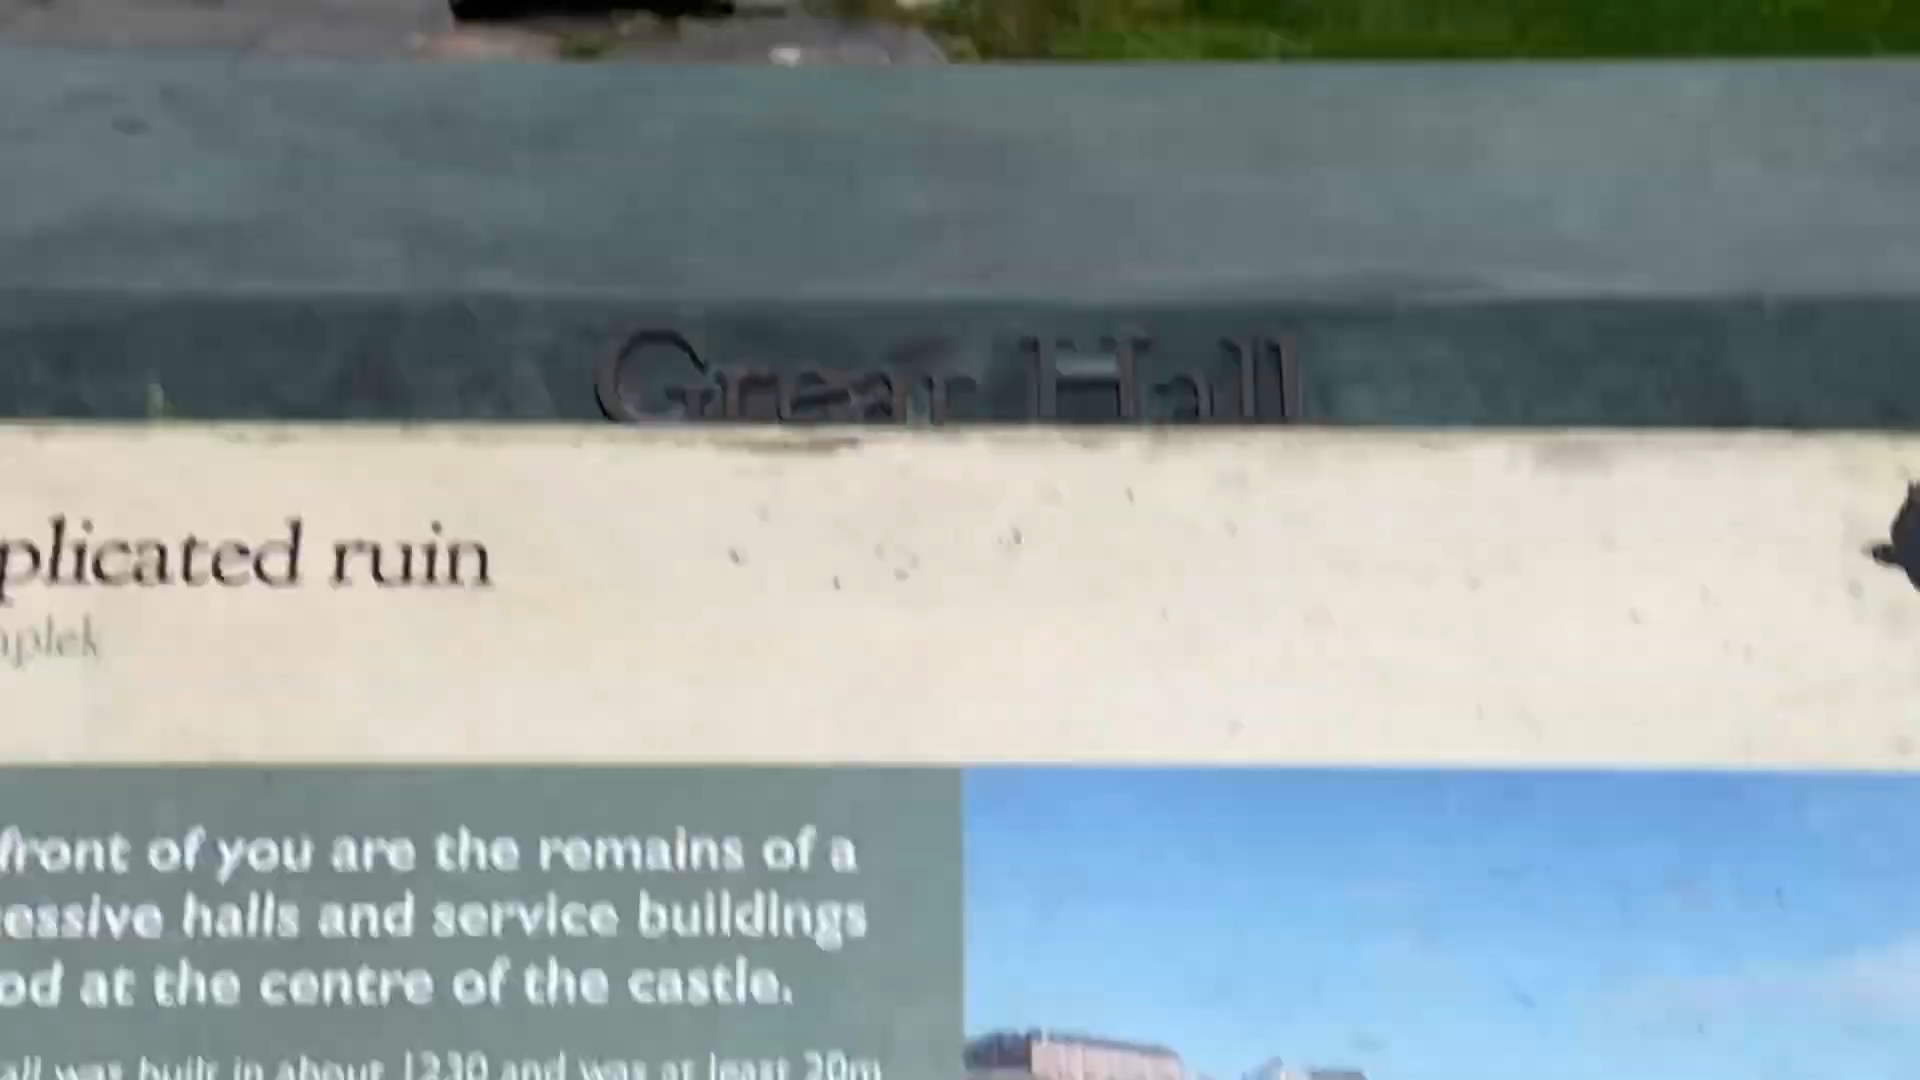 Great Hall
plicated ruin
plek
front of you are the remains of a
essive halls and service buildings
od at the centre of the castle.
all was built in about 1230 and was at least 20m